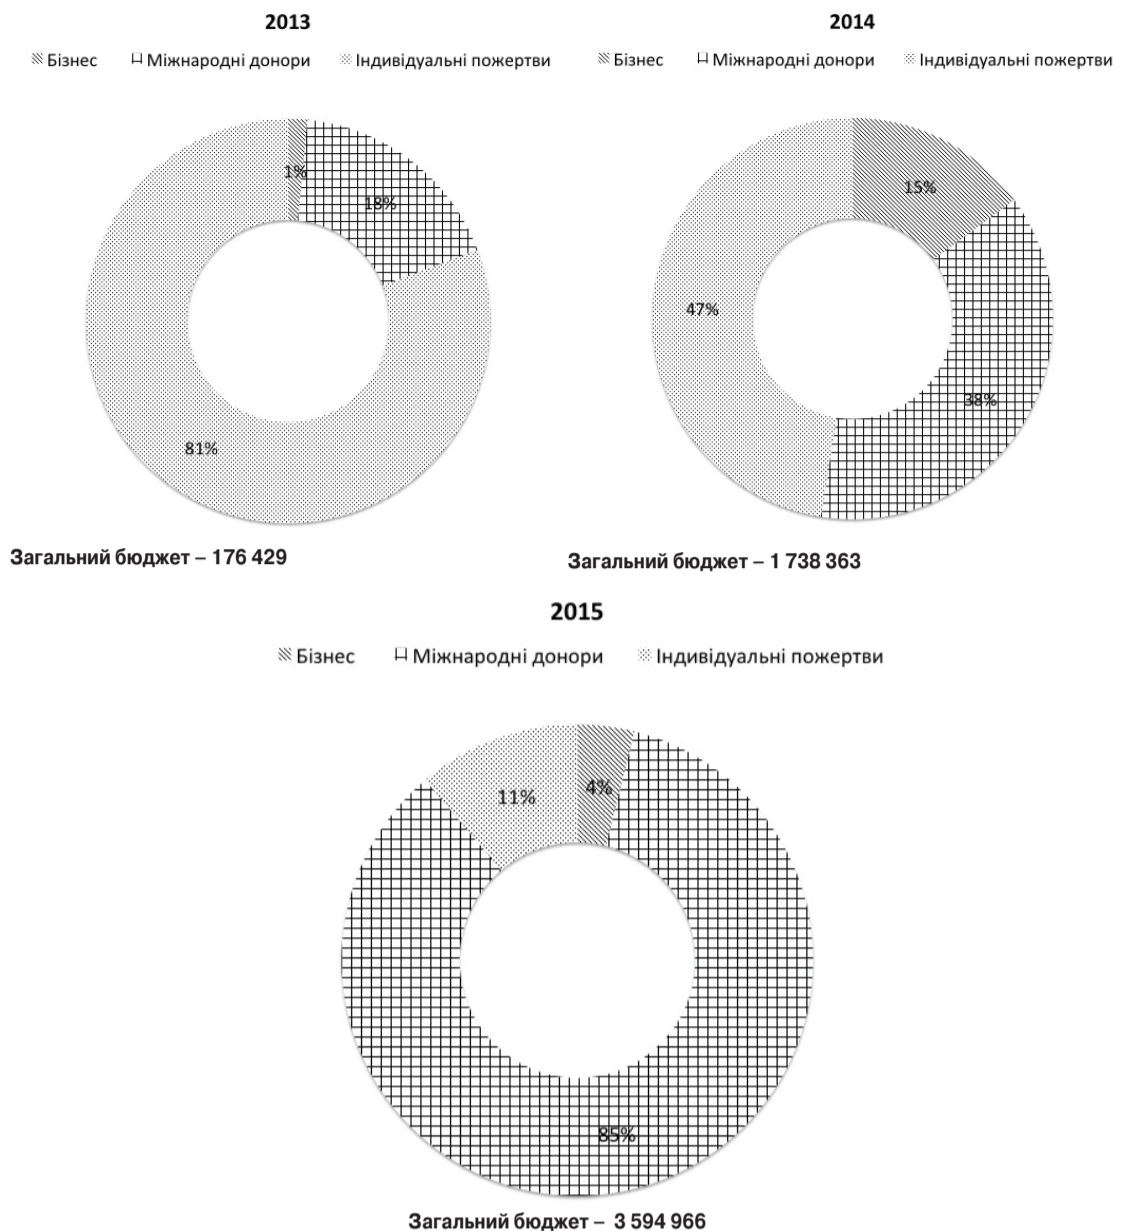 2013
Бізнес Міжнародні донори Індивідуальні пожертви
1%
18%
81%
Загальний бюджет – 176 429
2014
Бізнес Міжнародні донори Індивідуальні пожертви
15%
47%
38%
Загальний бюджет – 1 738 363
2015
Бізнес Міжнародні донори Індивідуальні пожертви
4%
11%
85%
Загальний бюджет – 3 594 966